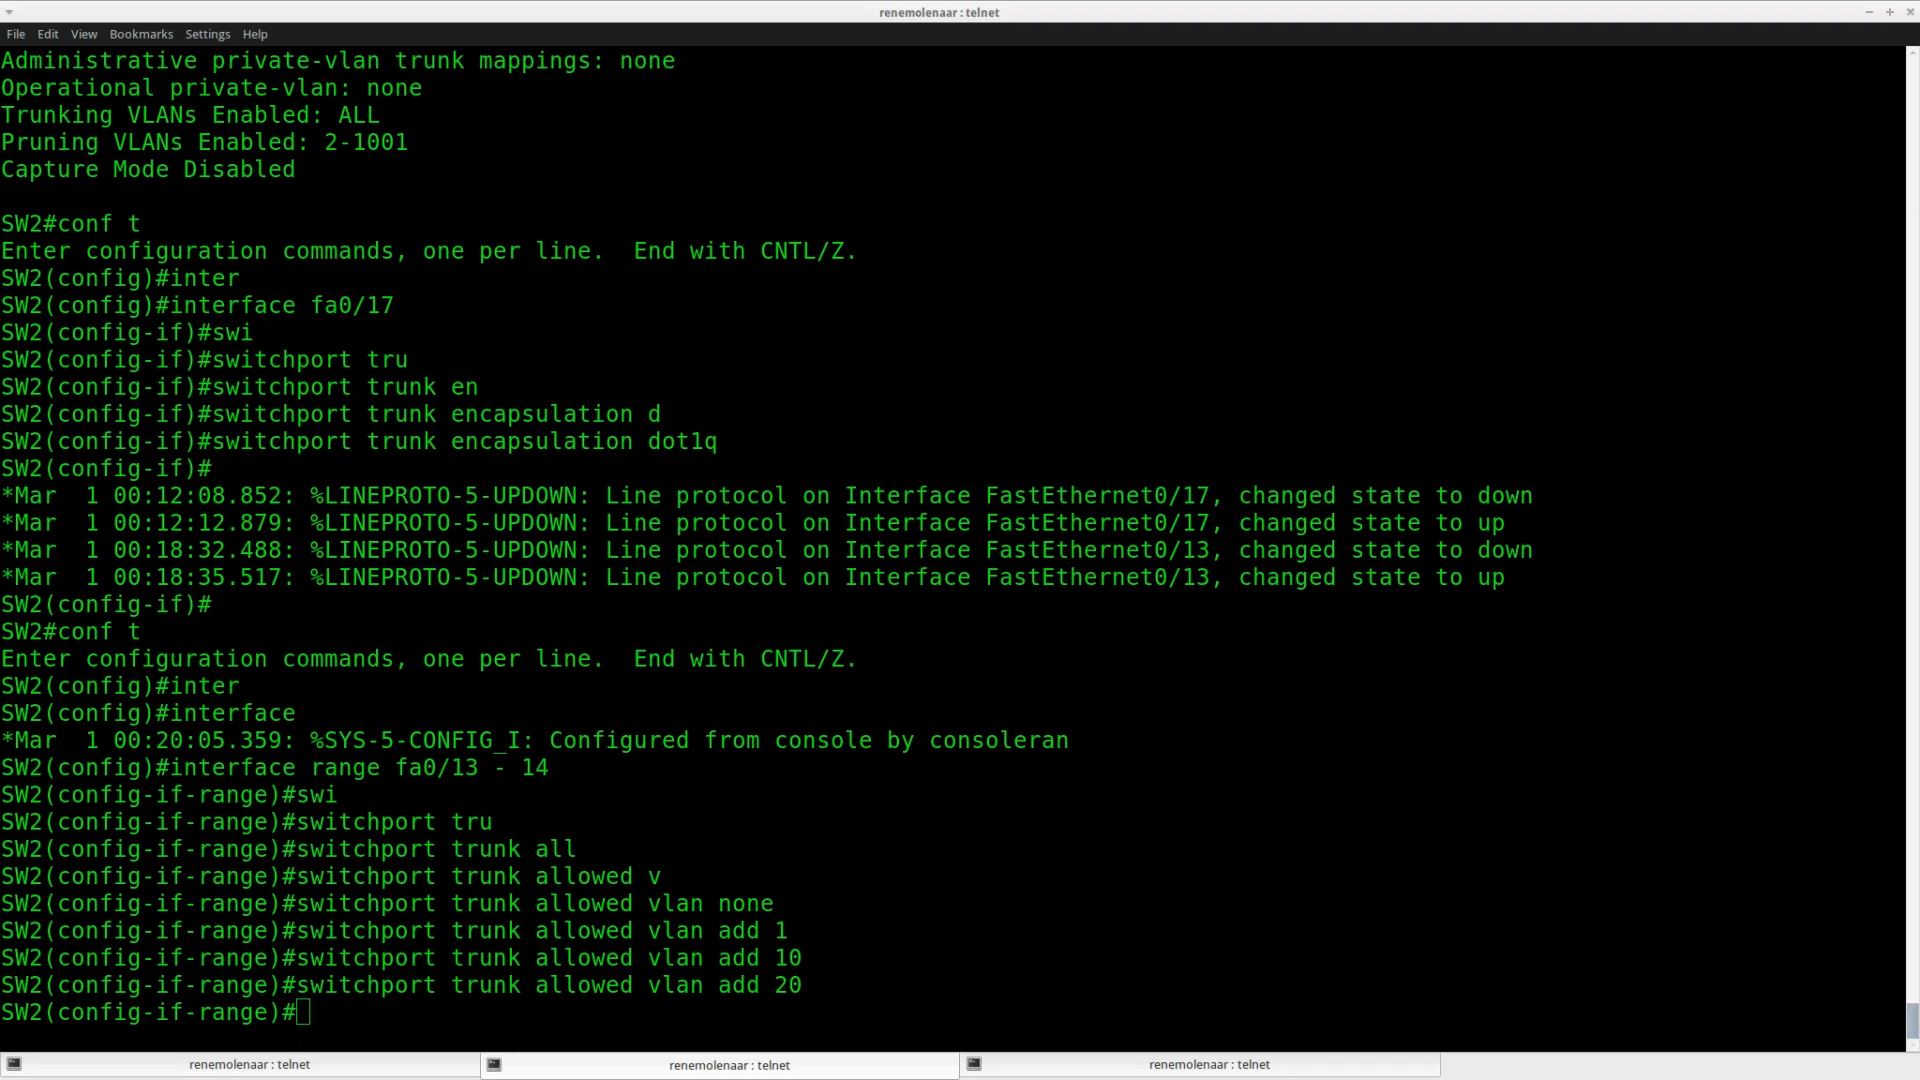 renemolenaar : telnet
File Edit View Bookmarks Settings Help
Administrative private-vlan trunk mappings: none
Operational private-vlan: none
Trunking VLANs Enabled: ALL
Pruning VLANs Enabled: 2-1001
Capture Mode Disabled
SW2#conf t
Enter configuration commands, one per line.  End with CNTL/Z.
SW2(config)#inter
SW2(config)#interface fa0/17
SW2(config-if)#swi
SW2(config-if)#switchport tru
SW2(config-if)#switchport trunk en
SW2(config-if)#switchport trunk encapsulation d
SW2(config-if)#switchport trunk encapsulation dot1q
SW2(config-if)#
*Mar  1 00:12:08.852: %LINEPROTO-5-UPDOWN: Line protocol on Interface FastEthernet0/17, changed state to down
*Mar  1 00:12:12.879: %LINEPROTO-5-UPDOWN: Line protocol on Interface FastEthernet0/17, changed state to up
*Mar  1 00:18:32.488: %LINEPROTO-5-UPDOWN: Line protocol on Interface FastEthernet0/13, changed state to down
*Mar  1 00:18:35.517: %LINEPROTO-5-UPDOWN: Line protocol on Interface FastEthernet0/13, changed state to up
SW2(config-if)#
SW2#conf t
Enter configuration commands, one per line.  End with CNTL/Z.
SW2(config)#inter
SW2(config)#interface
*Mar  1 00:20:05.359: %SYS-5-CONFIG_I: Configured from console by consoleran
SW2(config)#interface range fa0/13 - 14
SW2(config-if-range)#swi
SW2(config-if-range)#switchport tru
SW2(config-if-range)#switchport trunk all
SW2(config-if-range)#switchport trunk allowed v
SW2(config-if-range)#switchport trunk allowed vlan none
SW2(config-if-range)#switchport trunk allowed vlan add 1
SW2(config-if-range)#switchport trunk allowed vlan add 10
SW2(config-if-range)#switchport trunk allowed vlan add 20
SW2(config-if-range)#
renemolenaar : telnet
renemolenaar : telnet
renemolenaar : telnet